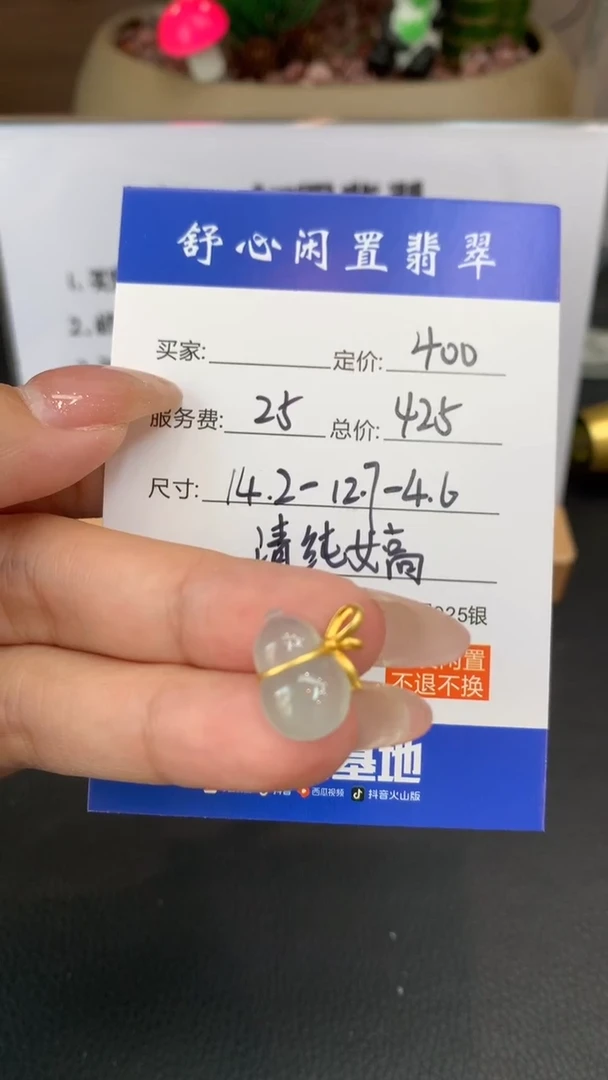 舒心闲置翡翠
买家: 定价: 400
服务费: 25 总价: 425
尺寸: 14.2-12.7-4.6
清纯女高
925银
闲置
不退不换
基地
西瓜视频 抖音火山版